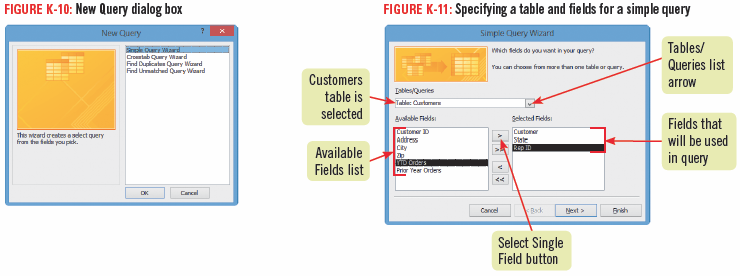 FIGURE K-10: New Query dialog box
New Query
?
Simple Query Wizard
Crosstab Query Wizard
Find Duplicates Query Wizard
Find Unmatched Query Wizard
This wizard creates a select query
from the fields you pick.
OK
Cancel
FIGURE K-11: Specifying a table and fields for a simple query
Simple Query Wizard
Which fields do you want in your query?
You can choose from more than one table or query.
Tables/Queries
Table: Customers
Available Fields:
Customer ID
Address
City
Zip
YTD Orders
Prior Year Orders
>
>>
<
<<
Selected Fields:
Customer
State
Rep ID
Cancel
< Back
Next >
Finish
Customers
table is
selected
Available
Fields list
Tables/
Queries list
arrow
Fields that
will be used
in query
Select Single
Field button